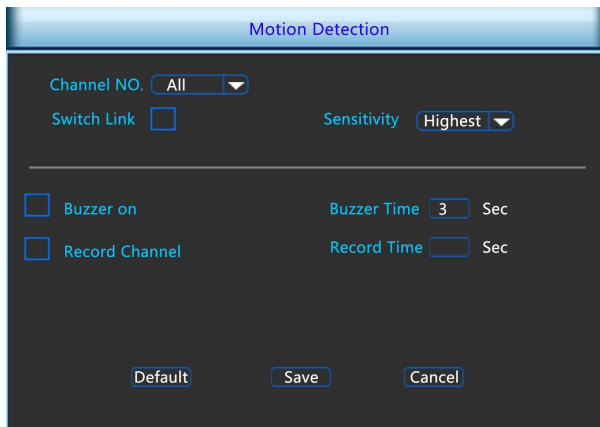 Motion Detection
Channel NO. All
Switch Link Sensitivity Highest
Buzzer on Buzzer Time 3 Sec
Record Channel Record Time Sec
Default Save Cancel